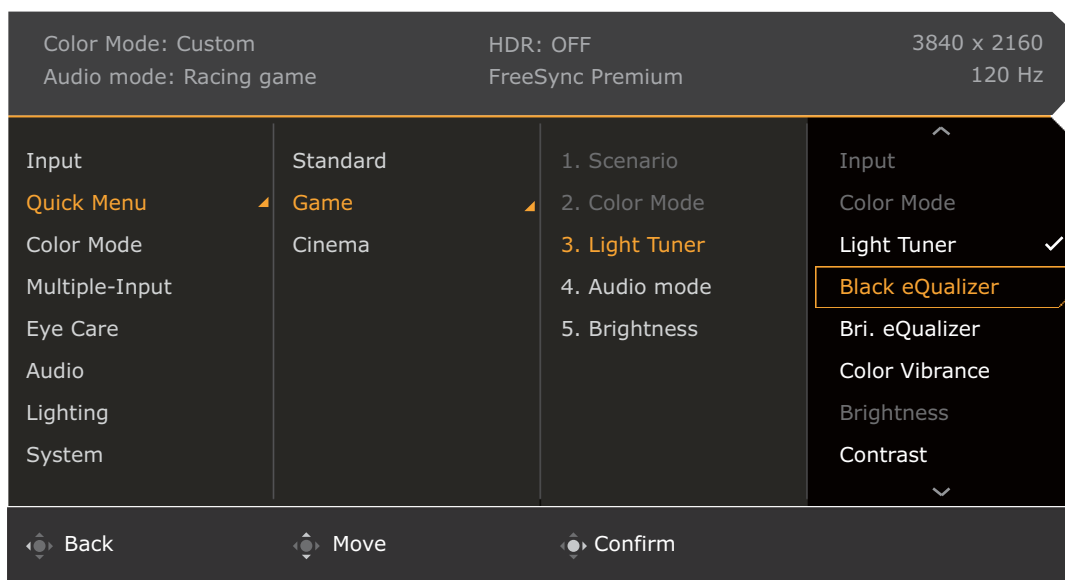 Color Mode: Custom
HDR: OFF
3840 x 2160
Audio mode: Racing game
FreeSync Premium
120 Hz
Input
Quick Menu
Color Mode
Multiple-Input
Eye Care
Audio
Lighting
System
Standard
Game
Cinema
1. Scenario
2. Color Mode
3. Light Tuner
4. Audio mode
5. Brightness
Input
Color Mode
Light Tuner
Black eQualizer
Bri. eQualizer
Color Vibrance
Brightness
Contrast
Back
Move
Confirm